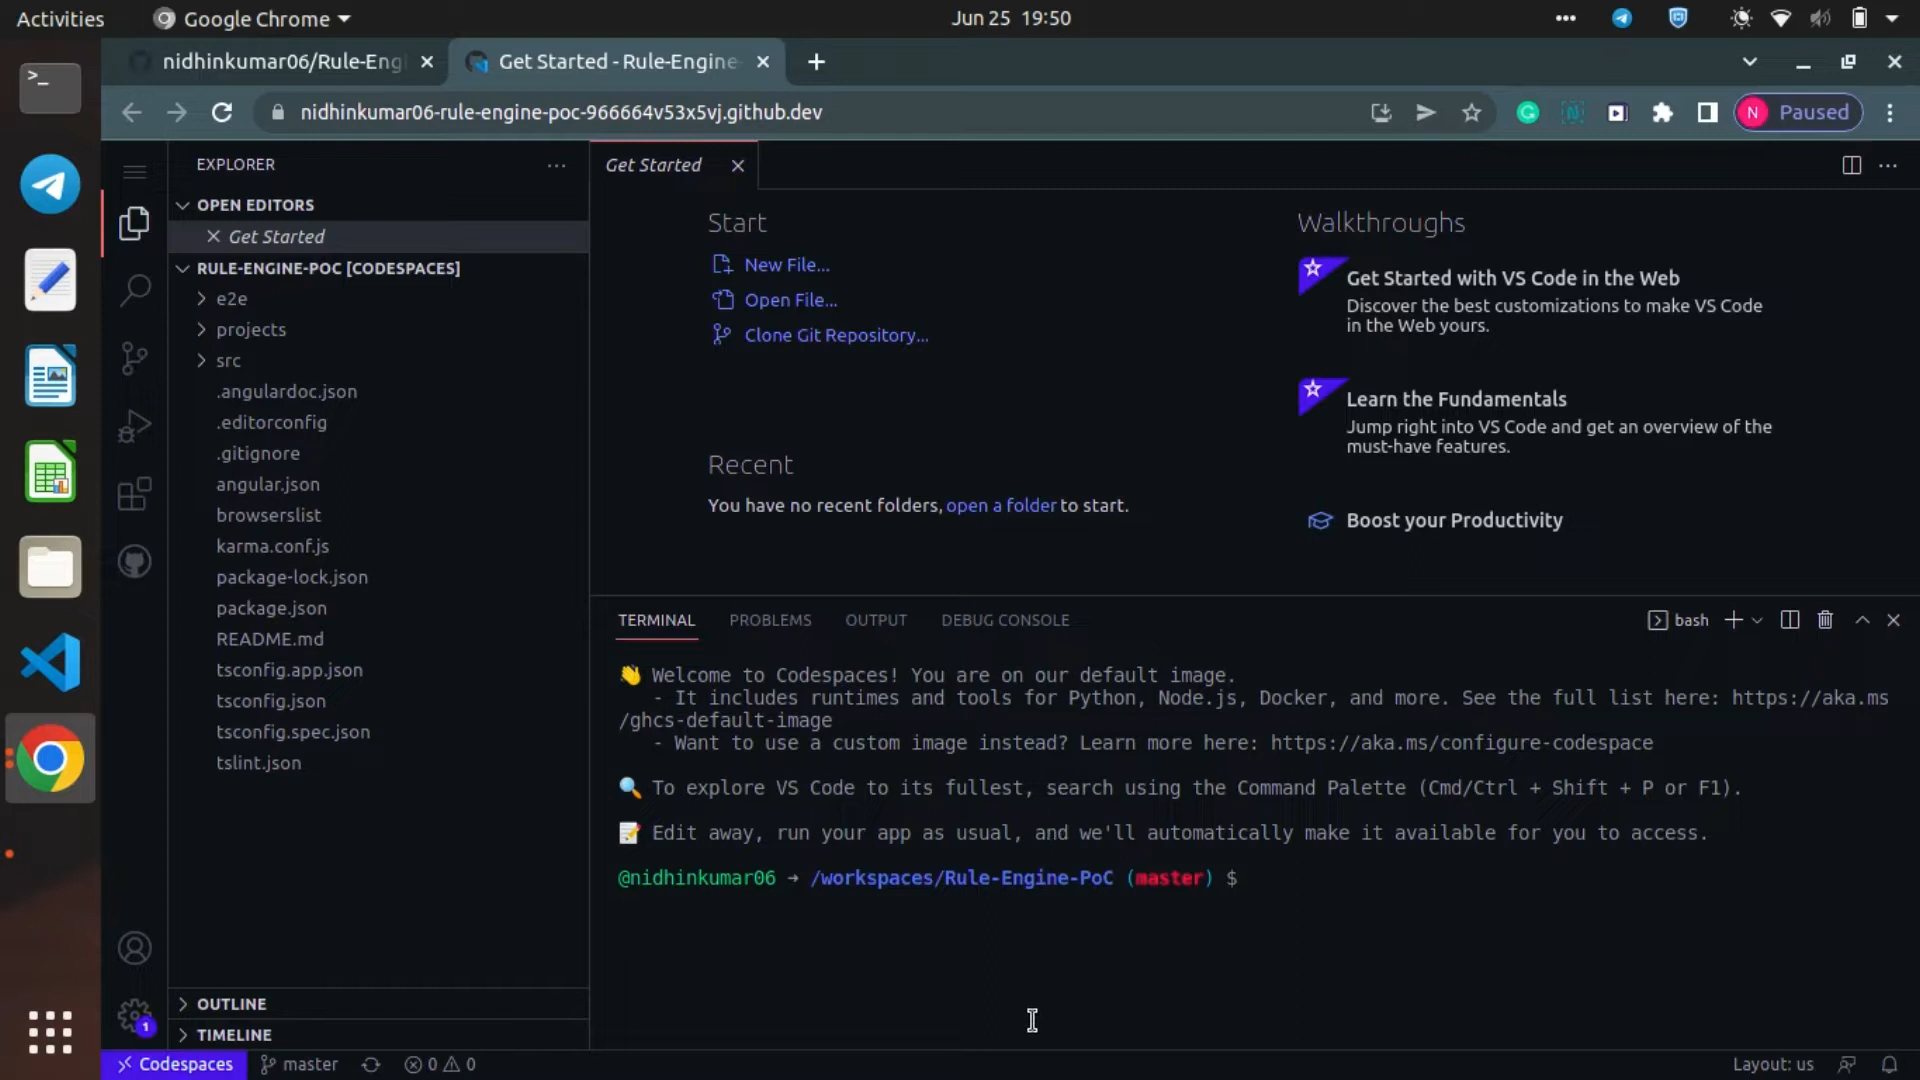 Activities
Google Chrome
Jun 25 19:50
nidhinkumar06/Rule-Eng
Get Started - Rule-Engine-
nidhinkumar06-rule-engine-poc-966664v53x5vj.github.dev
N Paused
EXPLORER
Get Started
OPEN EDITORS
Get Started
RULE-ENGINE-POC [CODESPACES]
e2e
projects
src
.angulardoc.json
.editorconfig
.gitignore
angular.json
browserslist
karma.conf.js
package-lock.json
package.json
README.md
tsconfig.app.json
tsconfig.json
tsconfig.spec.json
tslint.json
OUTLINE
TIMELINE
Start
New File...
Open File...
Clone Git Repository...
Recent
You have no recent folders, open a folder to start.
Walkthroughs
Get Started with VS Code in the Web
Discover the best customizations to make VS Code
in the Web yours.
Learn the Fundamentals
Jump right into VS Code and get an overview of the
must-have features.
Boost your Productivity
TERMINAL PROBLEMS OUTPUT DEBUG CONSOLE
bash
👋 Welcome to Codespaces! You are on our default image.
- It includes runtimes and tools for Python, Node.js, Docker, and more. See the full list here: https://aka.ms
/ghcs-default-image
- Want to use a custom image instead? Learn more here: https://aka.ms/configure-codespace
🔍 To explore VS Code to its fullest, search using the Command Palette (Cmd/Ctrl + Shift + P or F1).
📝 Edit away, run your app as usual, and we'll automatically make it available for you to access.
@nidhinkumar06 → /workspaces/Rule-Engine-PoC (master) $
1
Codespaces master 0 0
Layout: us